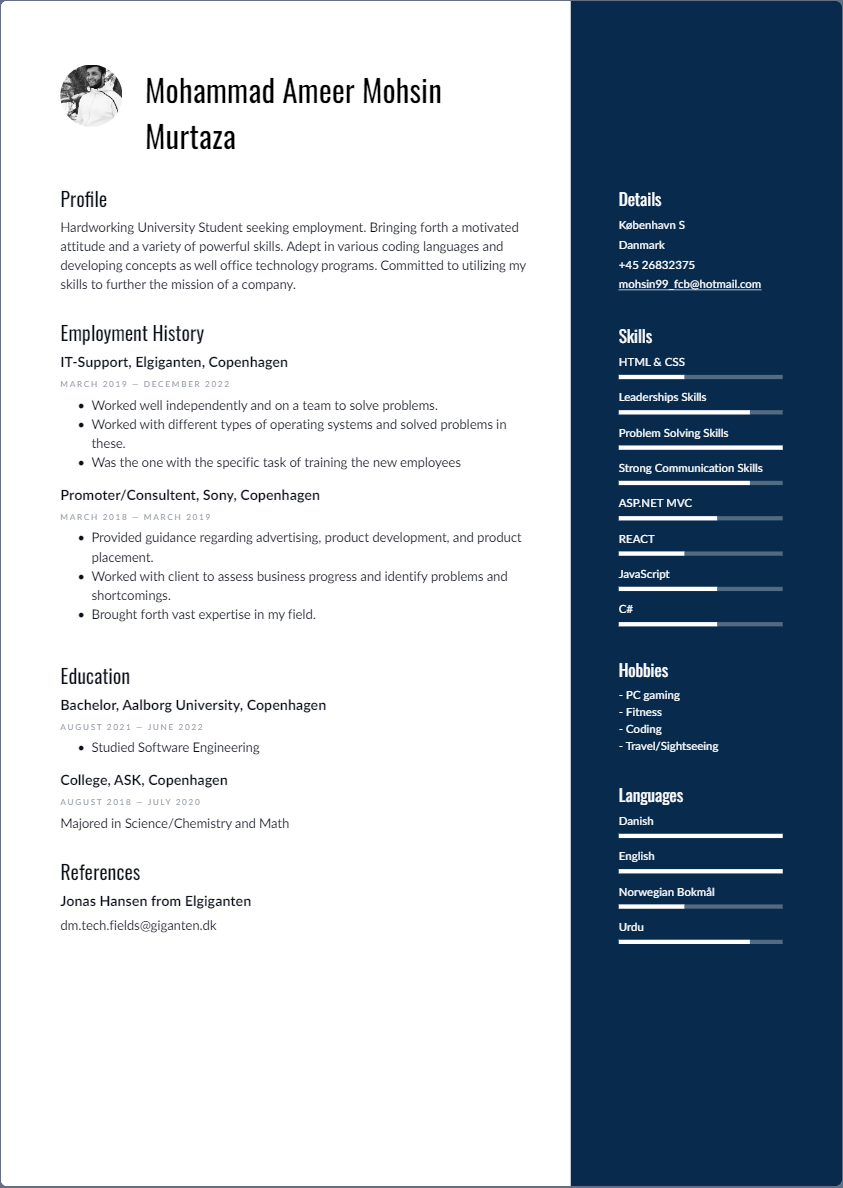 Mohammad Ameer Mohsin
Murtaza
Profile
Hardworking University Student seeking employment. Bringing forth a motivated
attitude and a variety of powerful skills. Adept in various coding languages and
developing concepts as well office technology programs. Committed to utilizing my
skills to further the mission of a company.
Employment History
IT-Support, Elgiganten, Copenhagen
MARCH 2019 — DECEMBER 2022
• Worked well independently and on a team to solve problems.
• Worked with different types of operating systems and solved problems in
these.
• Was the one with the specific task of training the new employees
Promoter/Consultent, Sony, Copenhagen
MARCH 2018 — MARCH 2019
• Provided guidance regarding advertising, product development, and product
placement.
• Worked with client to assess business progress and identify problems and
shortcomings.
• Brought forth vast expertise in my field.
Education
Bachelor, Aalborg University, Copenhagen
AUGUST 2021 — JUNE 2022
• Studied Software Engineering
College, ASK, Copenhagen
AUGUST 2018 — JULY 2020
Majored in Science/Chemistry and Math
References
Jonas Hansen from Elgiganten
dm.tech.fields@giganten.dk
Details
København S
Danmark
+45 26832375
mohsin99_fcb@hotmail.com
Skills
HTML & CSS
Leaderships Skills
Problem Solving Skills
Strong Communication Skills
ASP.NET MVC
REACT
JavaScript
C#
Hobbies
- PC gaming
- Fitness
- Coding
- Travel/Sightseeing
Languages
Danish
English
Norwegian Bokmål
Urdu